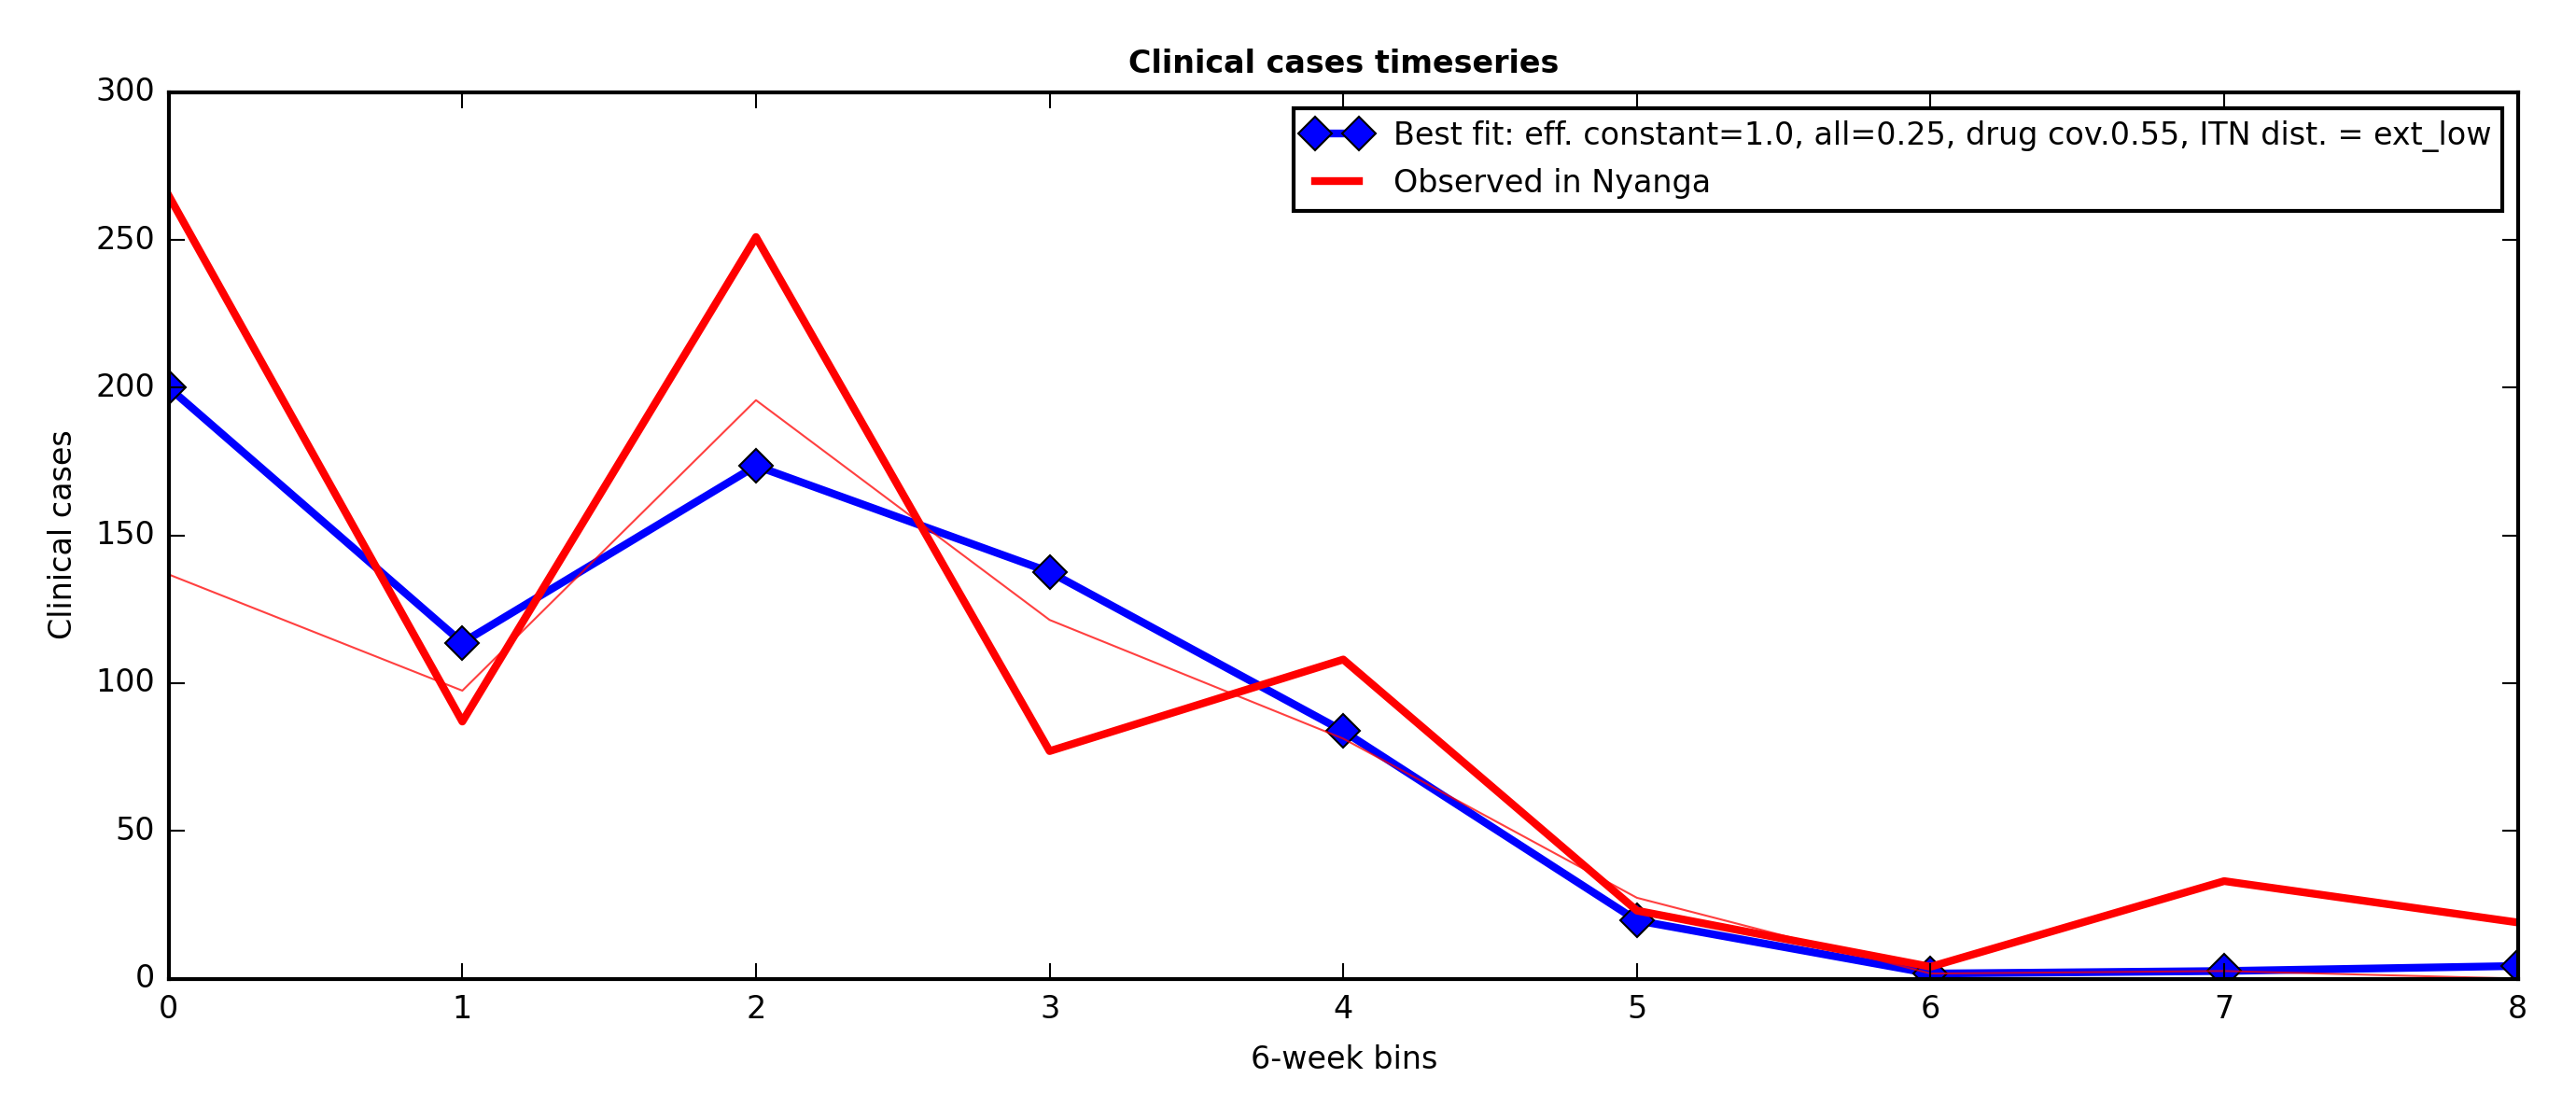 Clinical cases timeseries
300
250
200
150
100
50
0
Clinical cases
Best fit: eff. constant=1.0, all=0.25, drug cov.0.55, ITN dist. = ext_low
Observed in Nyanga
0 1 2 3 4 5 6 7 8
6-week bins